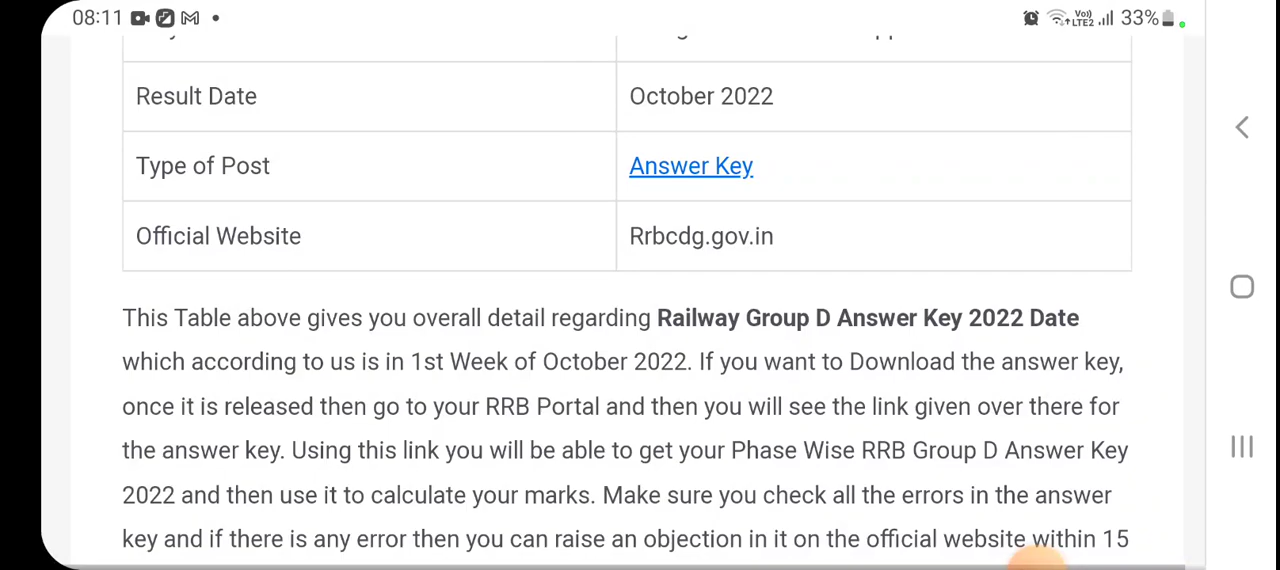 08:11
Vo))
LTE2
33%
Result Date
October 2022
Type of Post
Answer Key
Official Website
Rrbcdg.gov.in
This Table above gives you overall detail regarding Railway Group D Answer Key 2022 Date
which according to us is in 1st Week of October 2022. If you want to Download the answer key,
once it is released then go to your RRB Portal and then you will see the link given over there for
the answer key. Using this link you will be able to get your Phase Wise RRB Group D Answer Key
2022 and then use it to calculate your marks. Make sure you check all the errors in the answer
key and if there is any error then you can raise an objection in it on the official website within 15